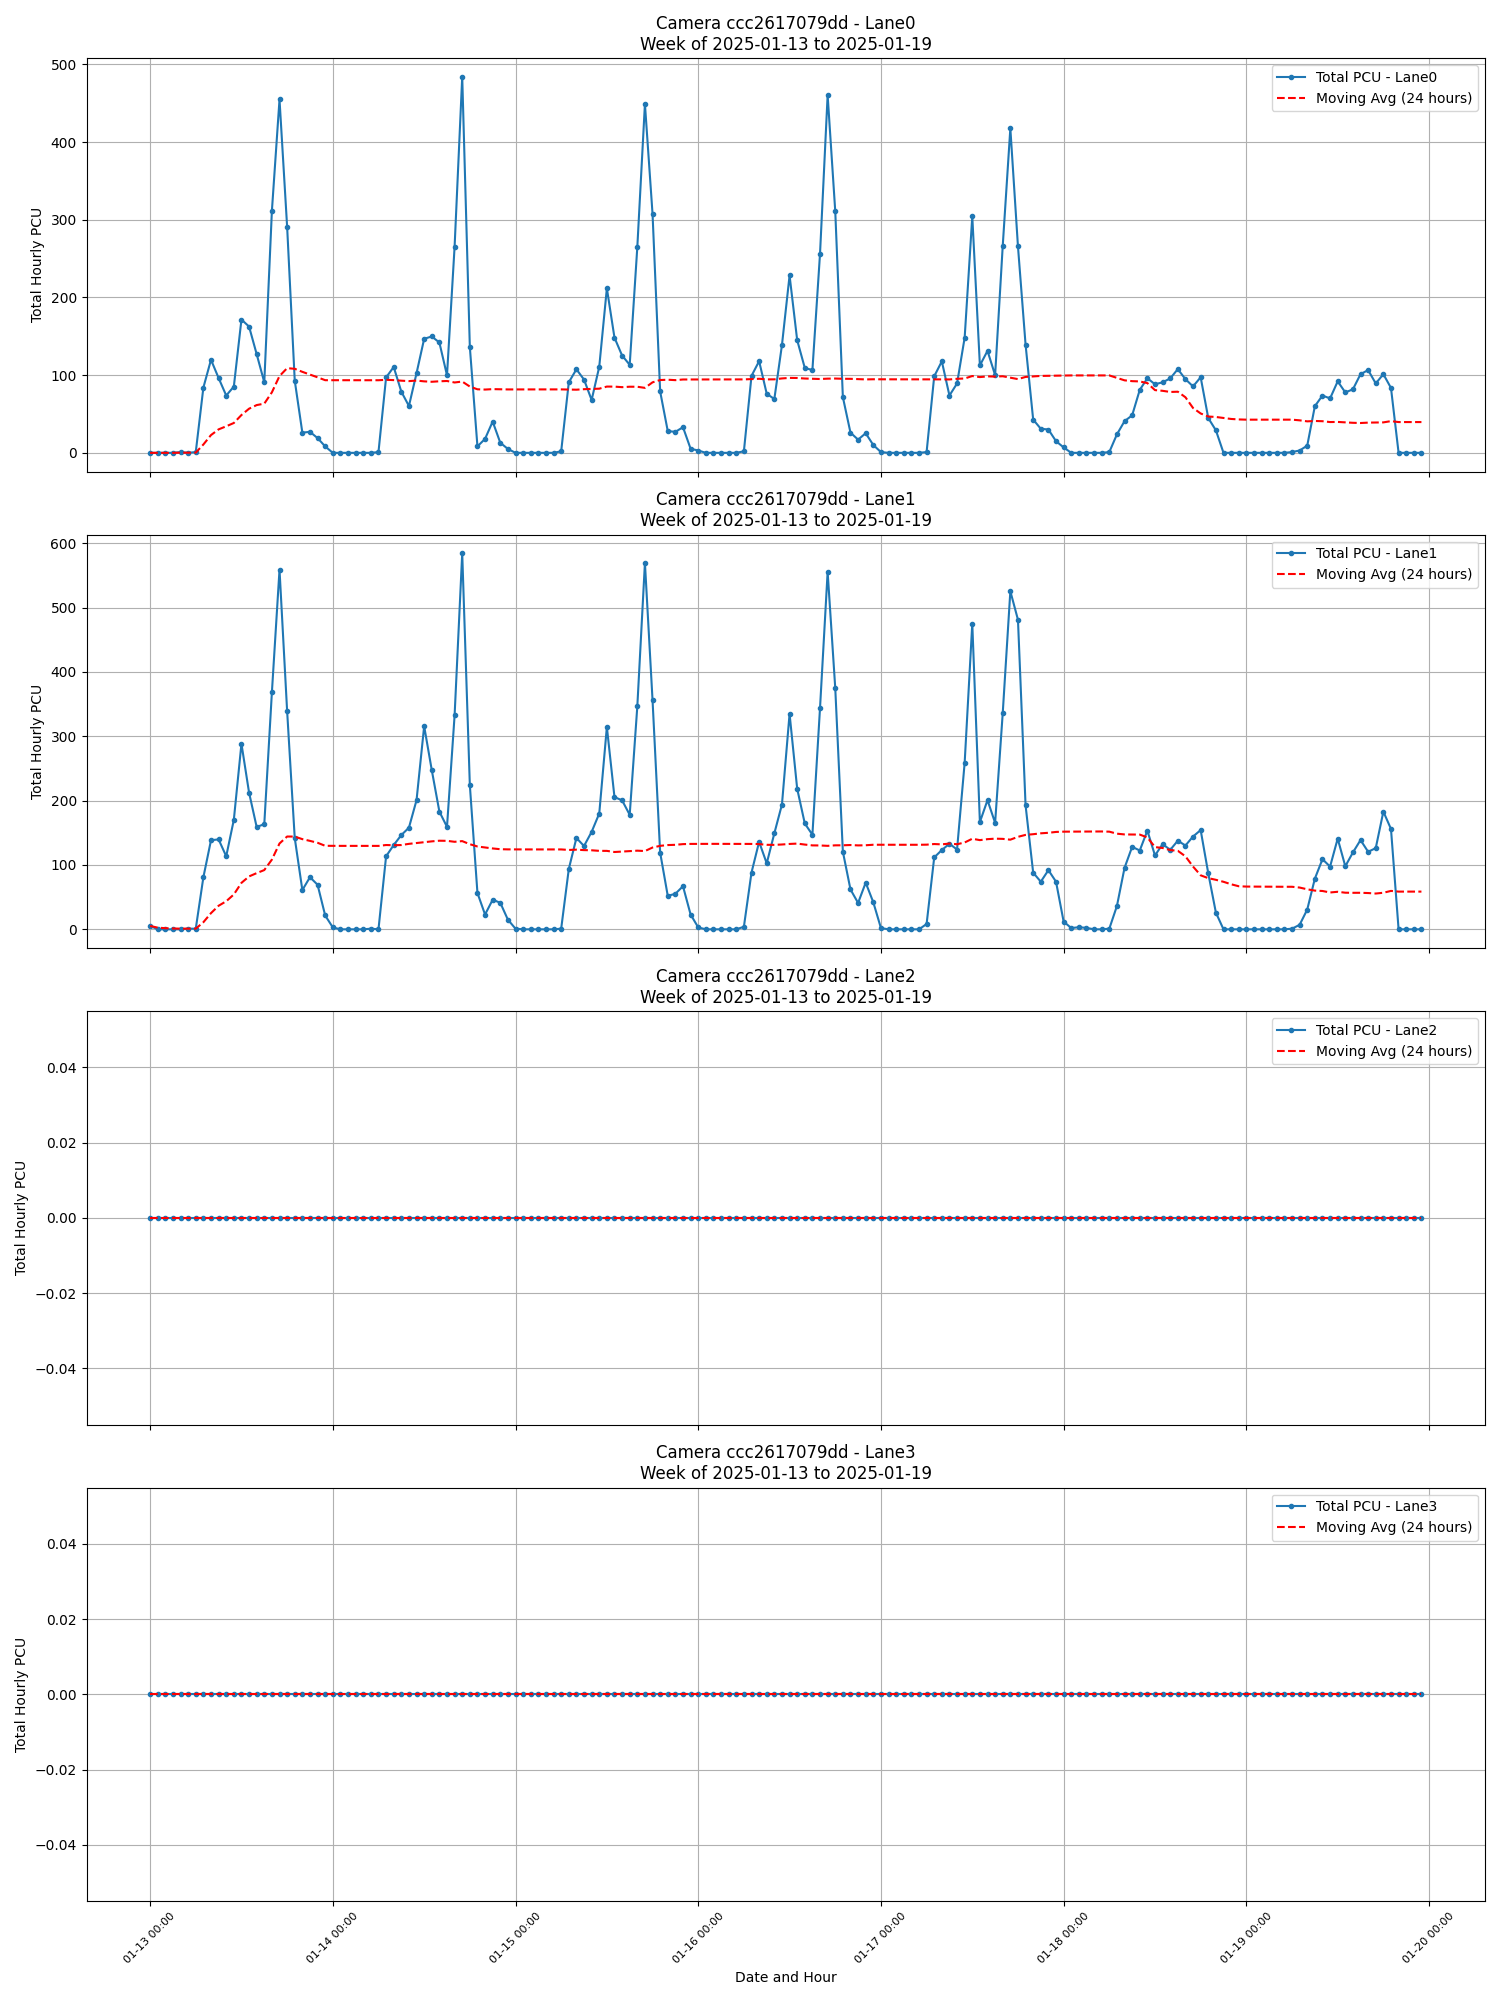 Camera ccc2617079dd - Lane0
Week of 2025-01-13 to 2025-01-19
Total PCU - Lane0
Moving Avg (24 hours)
Total Hourly PCU
500
400
300
200
100
0
Camera ccc2617079dd - Lane1
Week of 2025-01-13 to 2025-01-19
Total PCU - Lane1
Moving Avg (24 hours)
Total Hourly PCU
600
500
400
300
200
100
0
Camera ccc2617079dd - Lane2
Week of 2025-01-13 to 2025-01-19
Total PCU - Lane2
Moving Avg (24 hours)
Total Hourly PCU
0.04
0.02
0.00
−0.02
−0.04
Camera ccc2617079dd - Lane3
Week of 2025-01-13 to 2025-01-19
Total PCU - Lane3
Moving Avg (24 hours)
Total Hourly PCU
0.04
0.02
0.00
−0.02
−0.04
01-13 00:00
01-14 00:00
01-15 00:00
01-16 00:00
01-17 00:00
01-18 00:00
01-19 00:00
01-20 00:00
Date and Hour